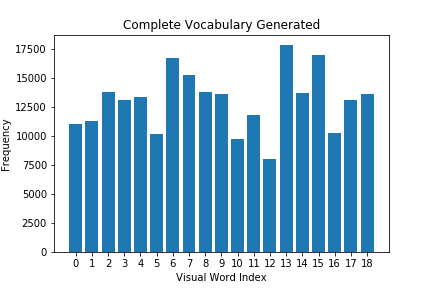 Complete Vocabulary Generated
Frequency
17500
15000
12500
10000
7500
5000
2500
0
0 1 2 3 4 5 6 7 8 9 10 11 12 13 14 15 16 17 18
Visual Word Index